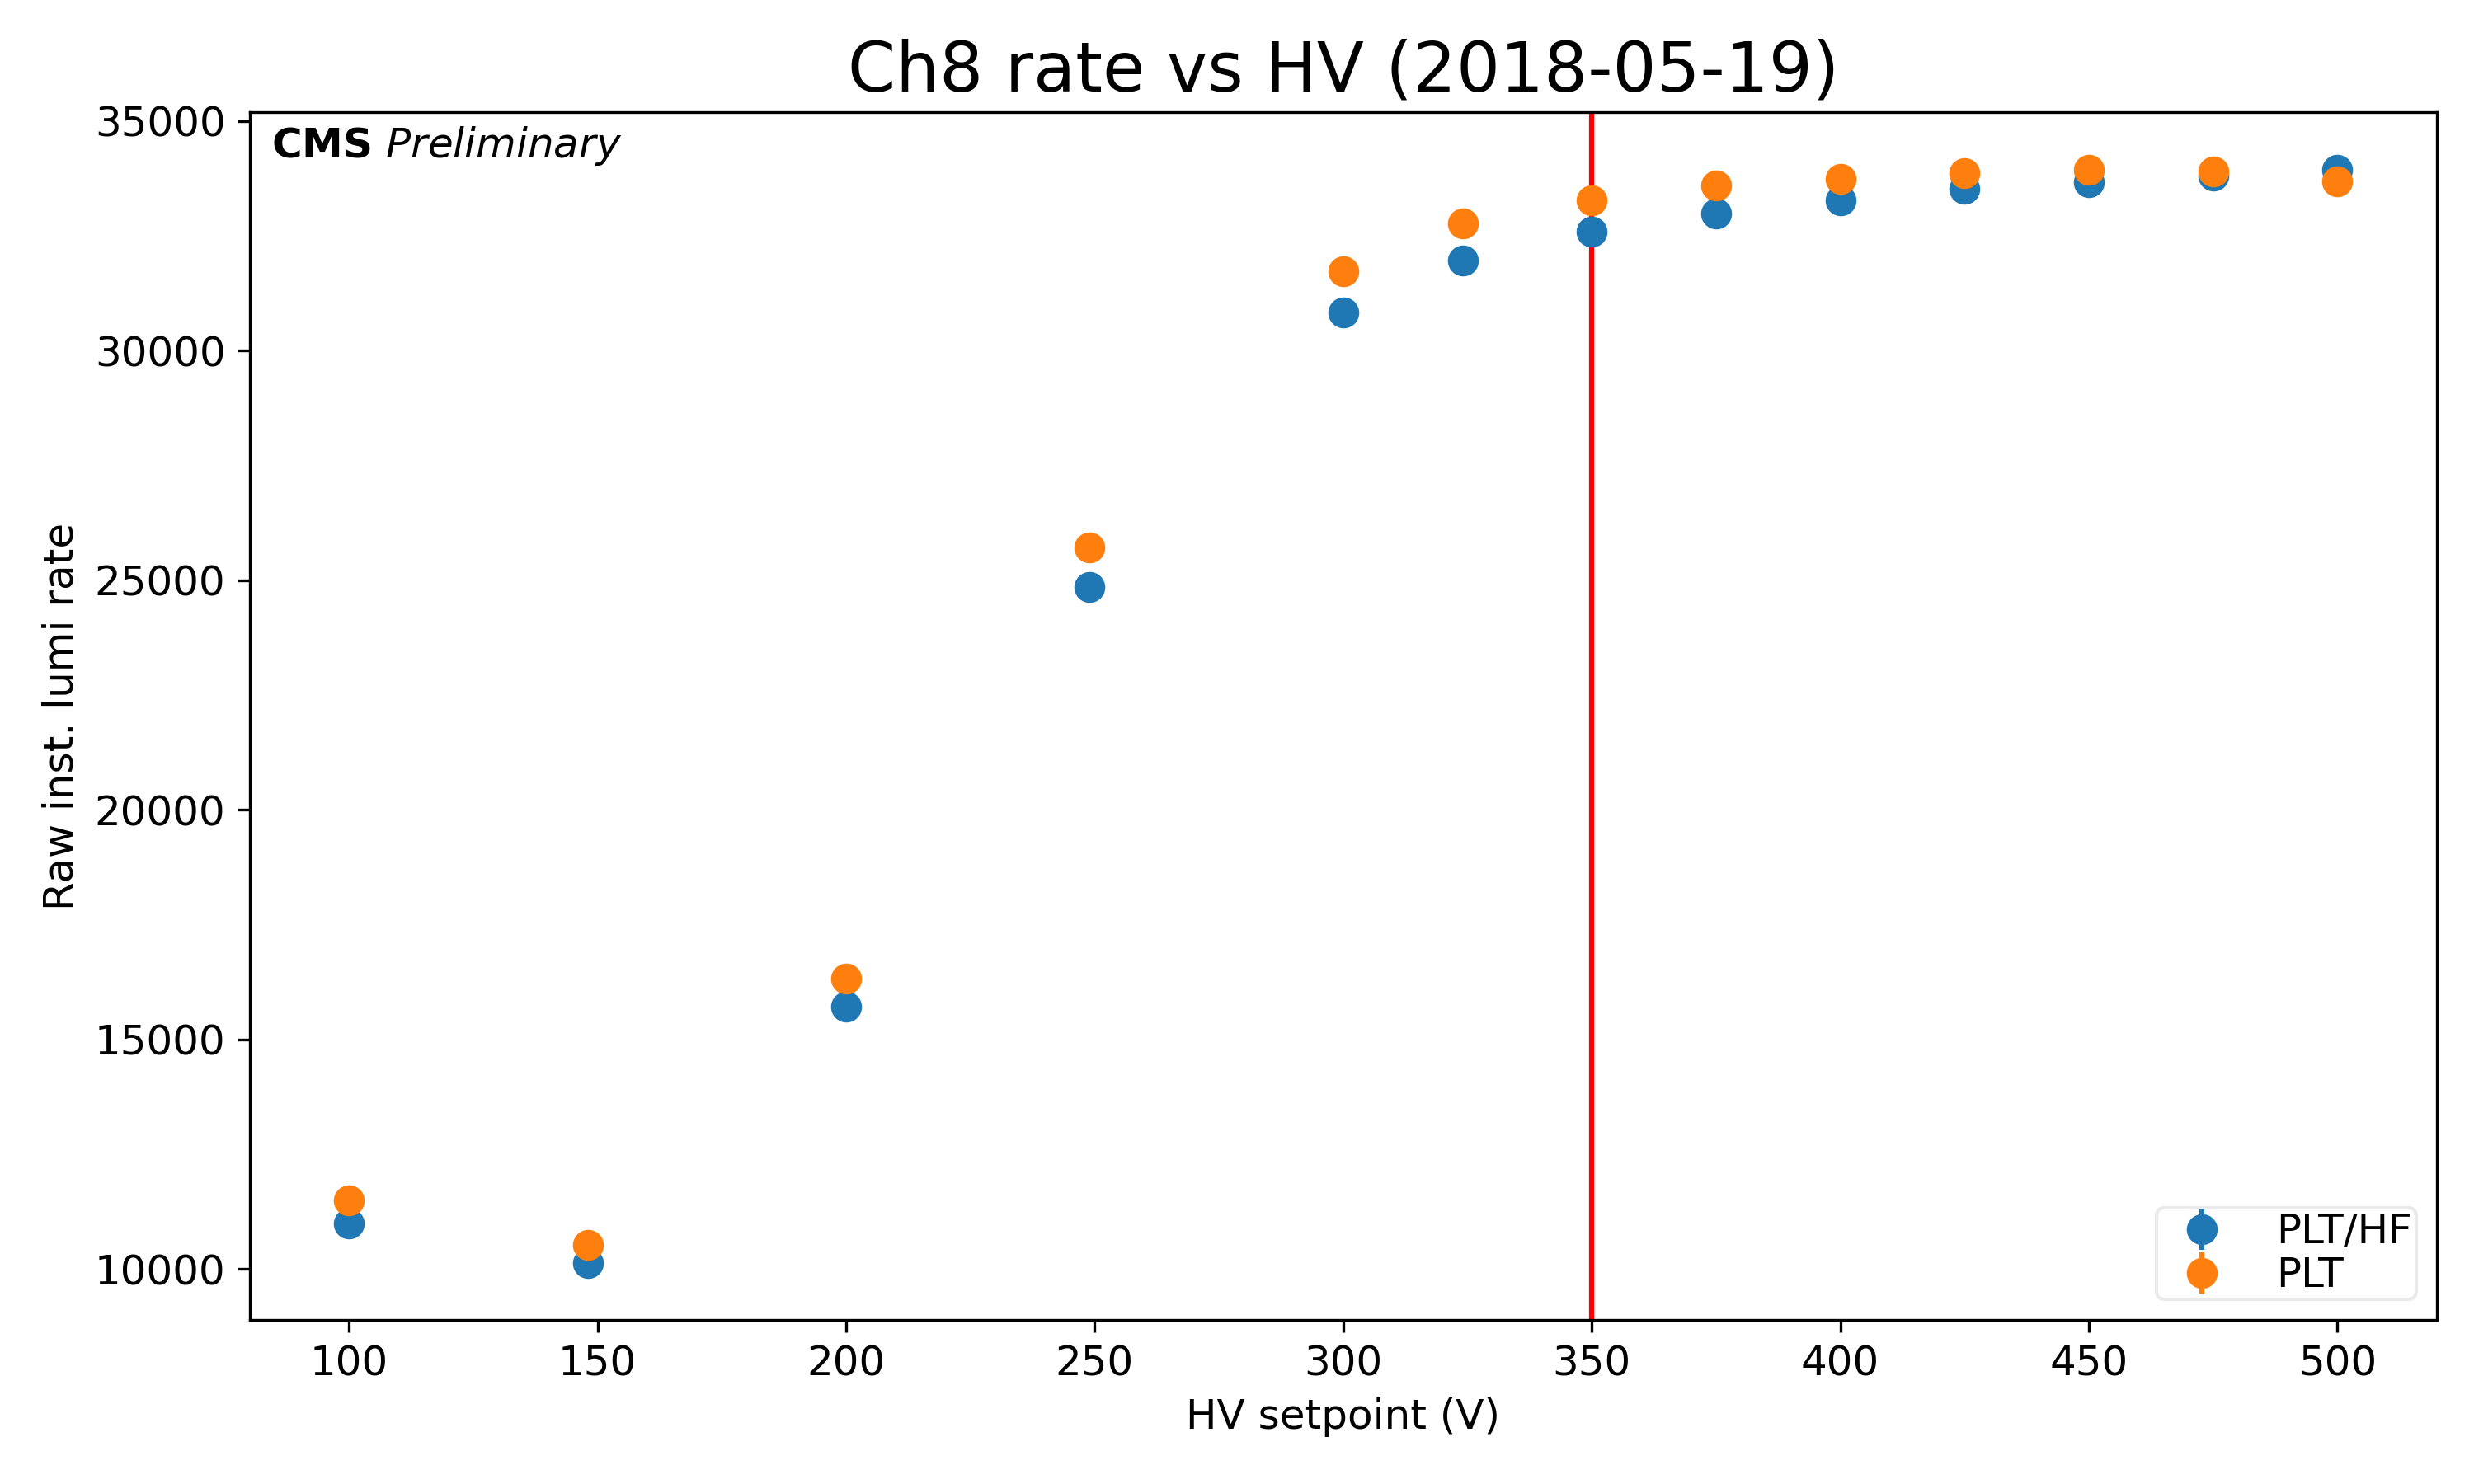 Ch8 rate vs HV (2018-05-19)
CMS Preliminary
35000
30000
25000
20000
15000
10000
Raw inst. lumi rate
PLT/HF
PLT
100 150 200 250 300 350 400 450 500
HV setpoint (V)